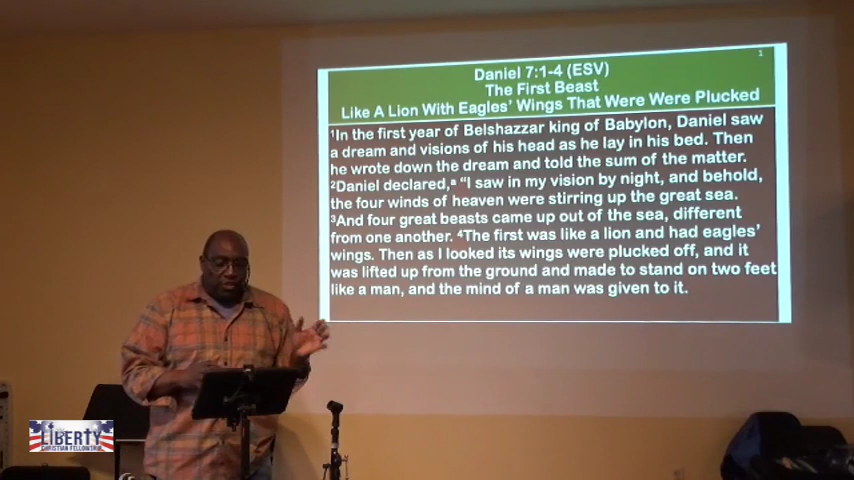 1
Daniel 7:1-4 (ESV)
The First Beast
Like A Lion With Eagles' Wings That Were Were Plucked
¹In the first year of Belshazzar king of Babylon, Daniel saw
a dream and visions of his head as he lay in his bed. Then
he wrote down the dream and told the sum of the matter.
²Daniel declared,ᵃ “I saw in my vision by night, and behold,
the four winds of heaven were stirring up the great sea.
³And four great beasts came up out of the sea, different
from one another. ⁴The first was like a lion and had eagles’
wings. Then as I looked its wings were plucked off, and it
was lifted up from the ground and made to stand on two feet
like a man, and the mind of a man was given to it.
LIBERTY
CHRISTIAN FELLOWSHIP